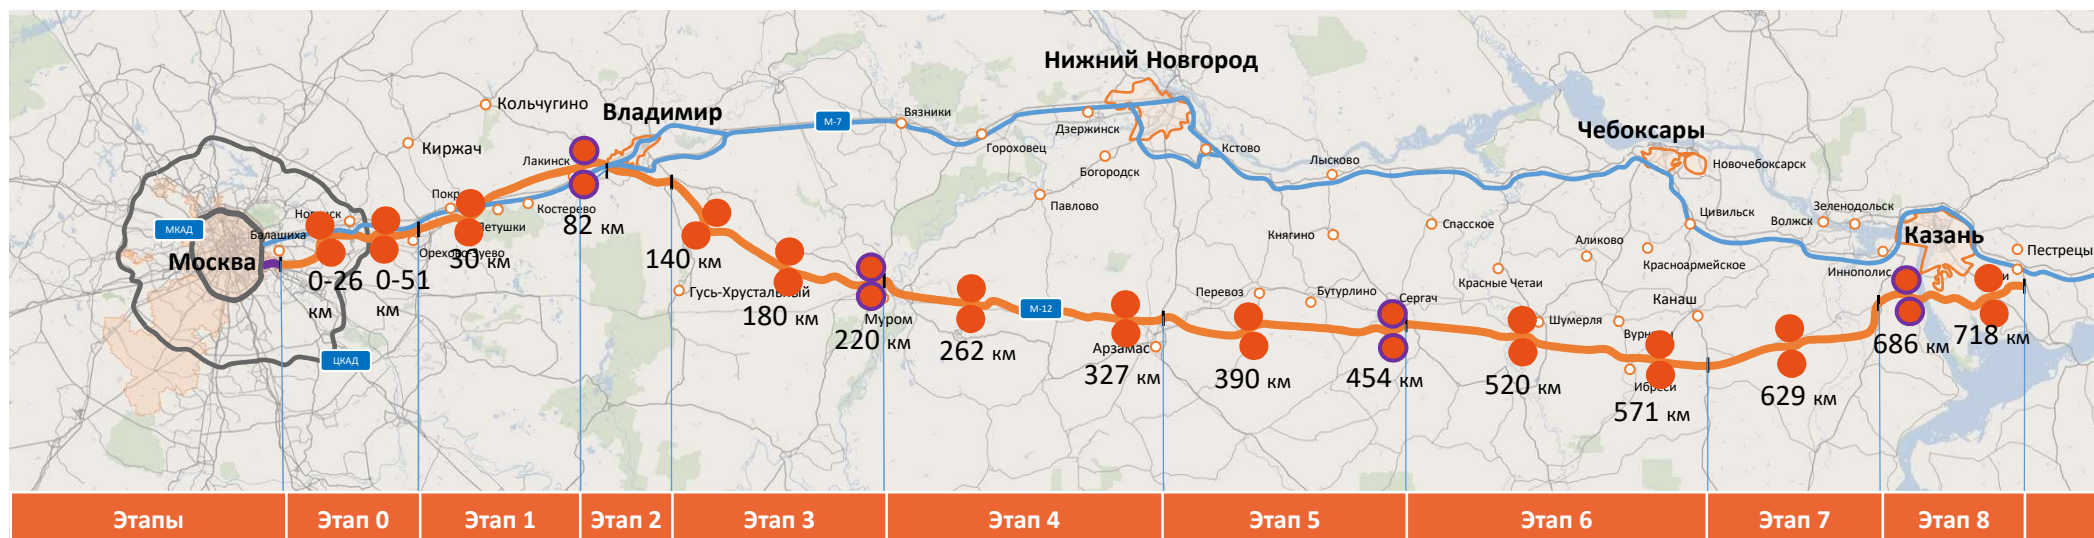 Нижний Новгород
Кольчугино
Владимир
Вязники
М-7
Дзержинск
Чебоксары
Киржач
Гороховец
Кстово
Лакинск
Лысково
Новочебоксарск
Богородск
Покр
Костерево
Павлово
Зеленодольск
Волжск
Цивильск
Спасское
МКАД
Балашиха
Петушки
82 км
Княгино
Аликово
Казань
Орехово-Зуево
30 км
Пестрецы
Москва
140 км
Красноармейское
Иннополис
0-26
км
0-51
км
Гусь-Хрустальный
Перевоз
Бутурлино
Сергач
Красные Четаи
Канаш
180 км
Муром
М-12
Шумерля
220 км
262 км
Арзамас
686 км
718 км
ЦКАД
327 км
390 км
454 км
520 км
Ибреси
571 км
629 км
Этапы
Этап 0
Этап 1
Этап 2
Этап 3
Этап 4
Этап 5
Этап 6
Этап 7
Этап 8